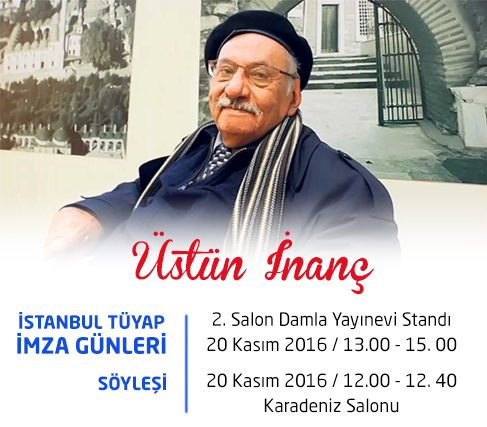 Üstün İnanç
İSTANBUL TÜYAP
İMZA GÜNLERİ
2. Salon Damla Yayınevi Standı
20 Kasım 2016 / 13.00 - 15. 00
SÖYLEŞİ
20 Kasım 2016 / 12.00 - 12. 40
Karadeniz Salonu